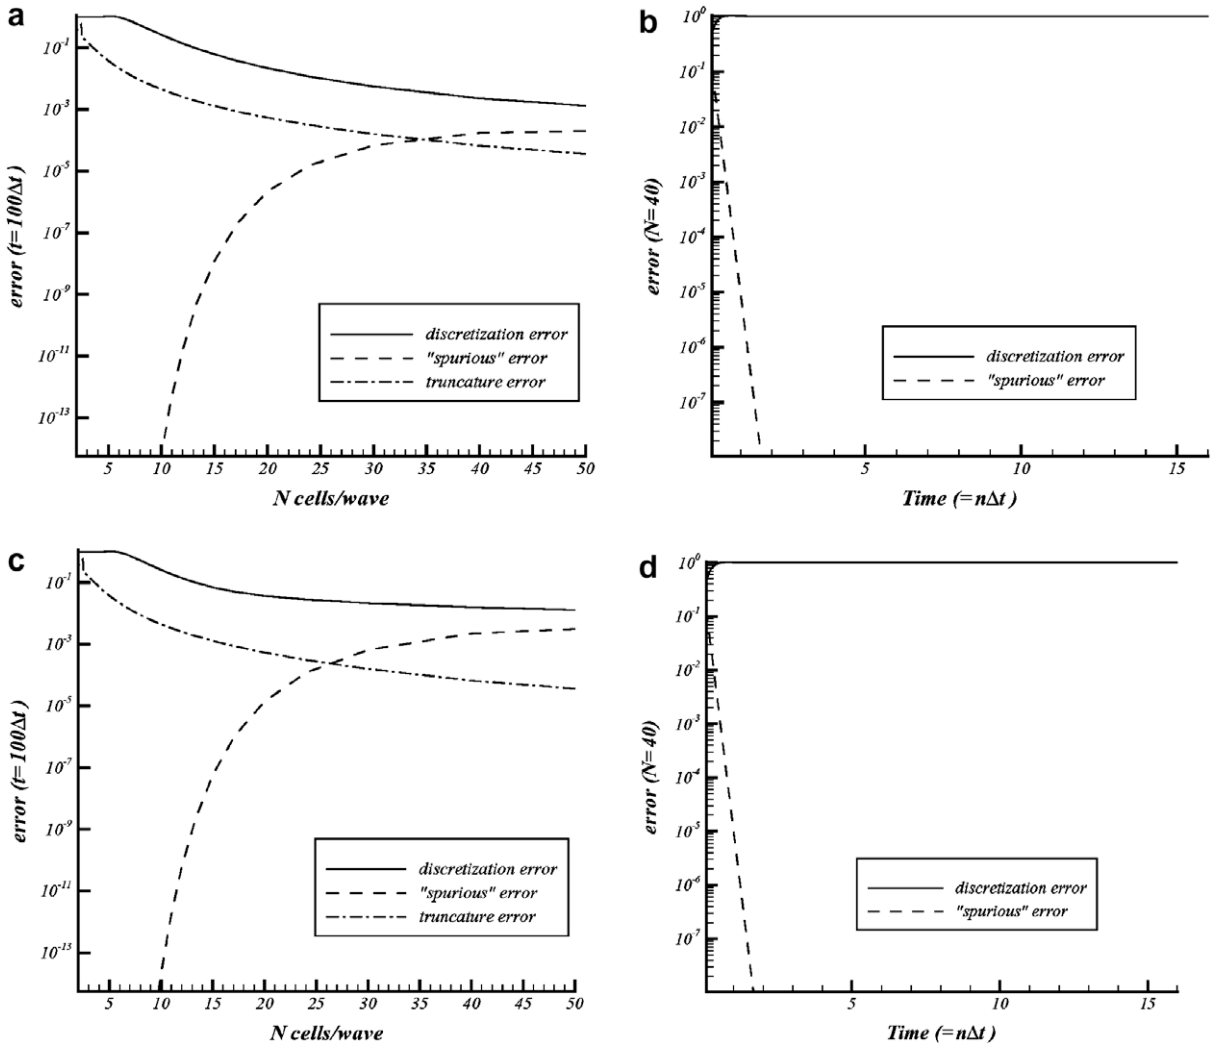 a
error (t=100Δt)
10⁻¹
10⁻³
10⁻⁵
10⁻⁷
10⁻⁹
10⁻¹¹
10⁻¹³
discretization error
"spurious" error
truncature error
5 10 15 20 25 30 35 40 45 50
N cells/wave
b
error (N=40)
10⁰
10⁻¹
10⁻²
10⁻³
10⁻⁴
10⁻⁵
10⁻⁶
10⁻⁷
discretization error
"spurious" error
5 10 15
Time (=nΔt )
c
error (t=100Δt)
10⁻¹
10⁻³
10⁻⁵
10⁻⁷
10⁻⁹
10⁻¹¹
10⁻¹³
discretization error
"spurious" error
truncature error
5 10 15 20 25 30 35 40 45 50
N cells/wave
d
error (N=40)
10⁰
10⁻¹
10⁻²
10⁻³
10⁻⁴
10⁻⁵
10⁻⁶
10⁻⁷
discretization error
"spurious" error
5 10 15
Time (=nΔt )